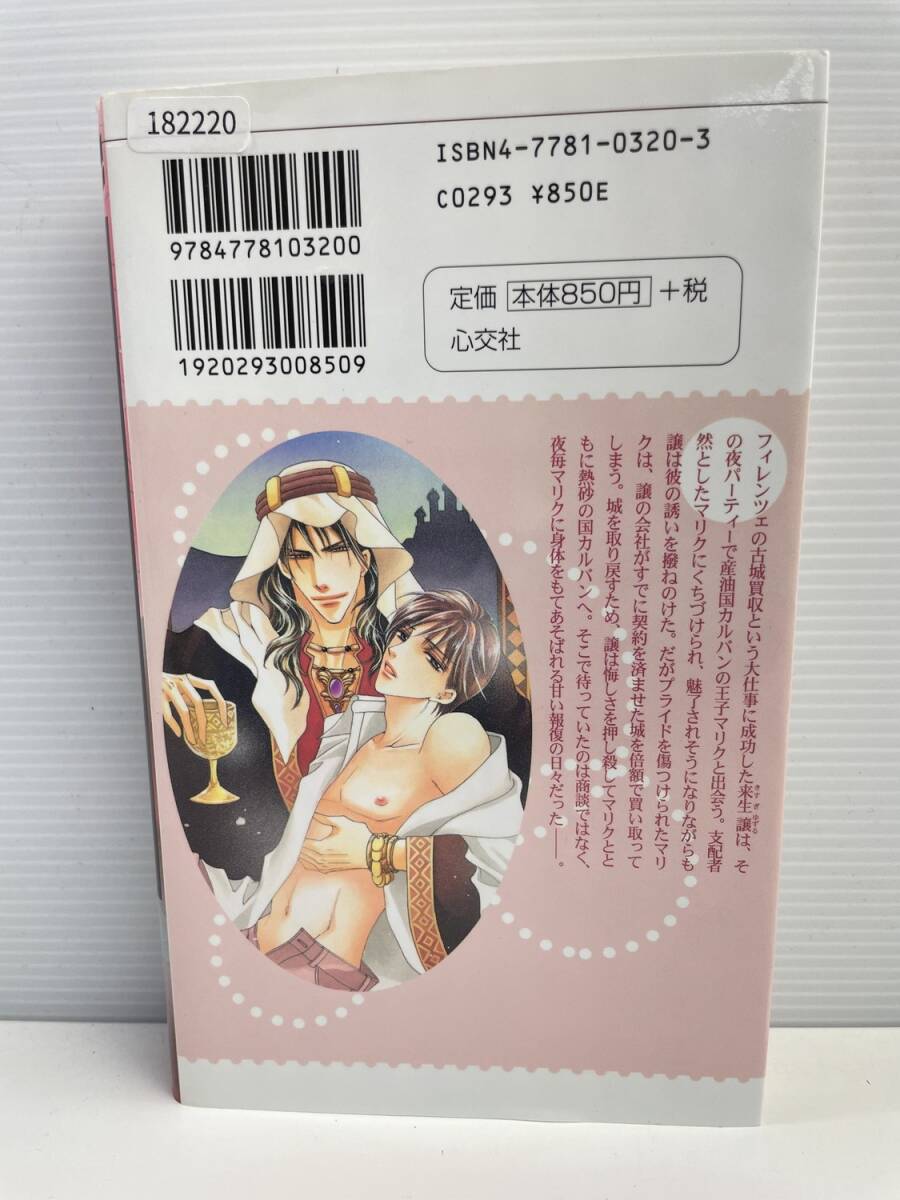 182220
ISBN4-7781-0320-3
C0293 ¥850E
9784778103200
定価 本体850円 +税
心交社
1920293008509
フィレンツェの古城買収という大仕事に成功した来生譲は、そ
きすぎゆずる
の夜パーティーで産油国カルバンの王子マリクと出会う。支配者
然としたマリクにくちづけられ、魅了されそうになりながらも
譲は彼の誘いを撥ねのけた。だがプライドを傷つけられたマリ
クは、譲の会社がすでに契約を済ませた城を倍額で買い取って
しまう。城を取り戻すため、譲は悔しさを押し殺してマリクとと
もに熱砂の国カルバンへ。そこで待っていたのは商談ではなく、
夜毎マリクに身体をもてあそばれる甘い報復の日々だった――。